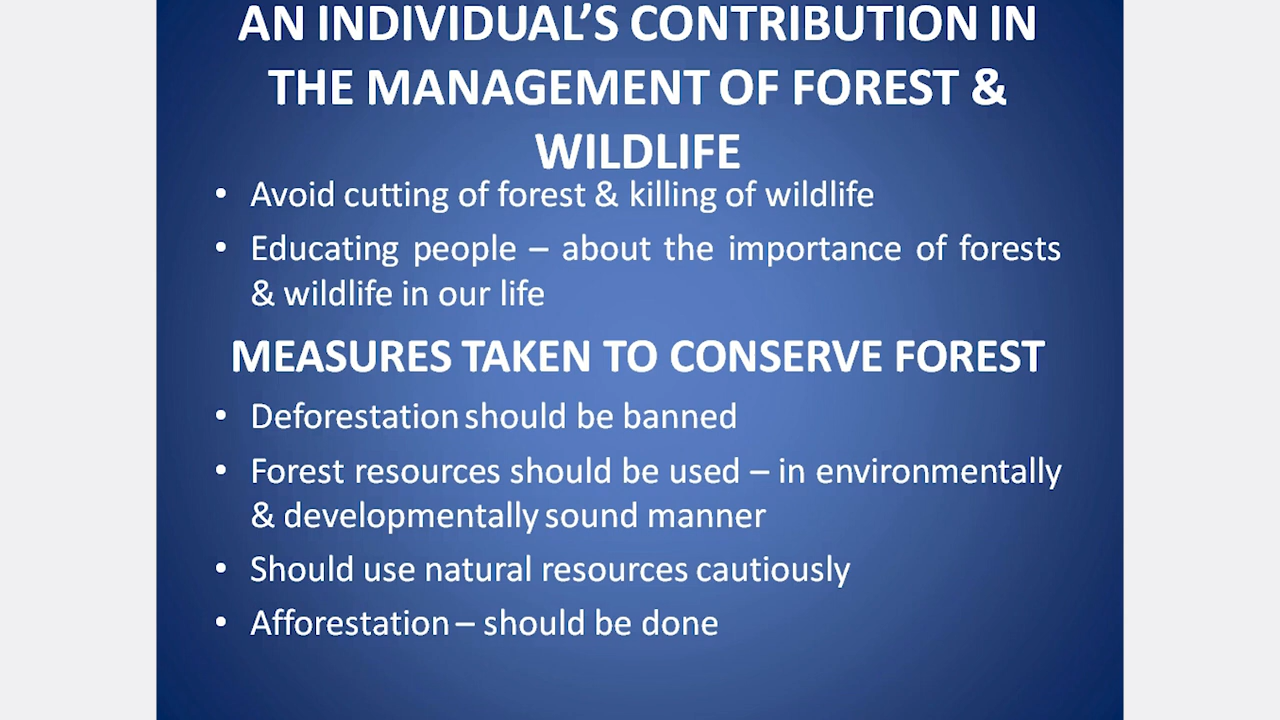 AN INDIVIDUAL’S CONTRIBUTION IN
THE MANAGEMENT OF FOREST &
WILDLIFE
• Avoid cutting of forest & killing of wildlife
• Educating people – about the importance of forests
& wildlife in our life
MEASURES TAKEN TO CONSERVE FOREST
• Deforestation should be banned
• Forest resources should be used – in environmentally
& developmentally sound manner
• Should use natural resources cautiously
• Afforestation – should be done